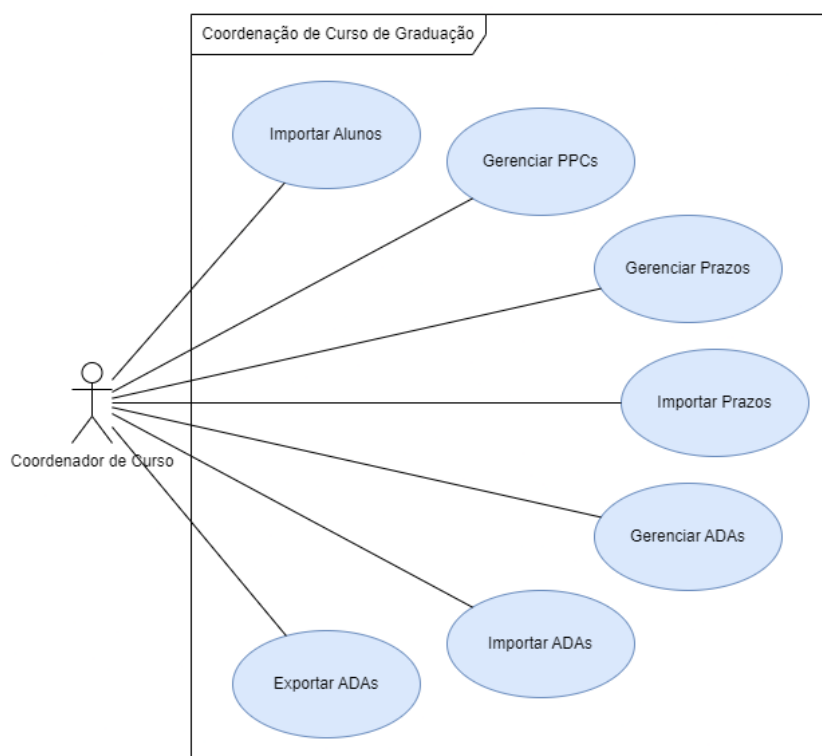 Coordenação de Curso de Graduação
Importar Alunos
Gerenciar PPCs
Gerenciar Prazos
Importar Prazos
Coordenador de Curso
Gerenciar ADAs
Importar ADAs
Exportar ADAs